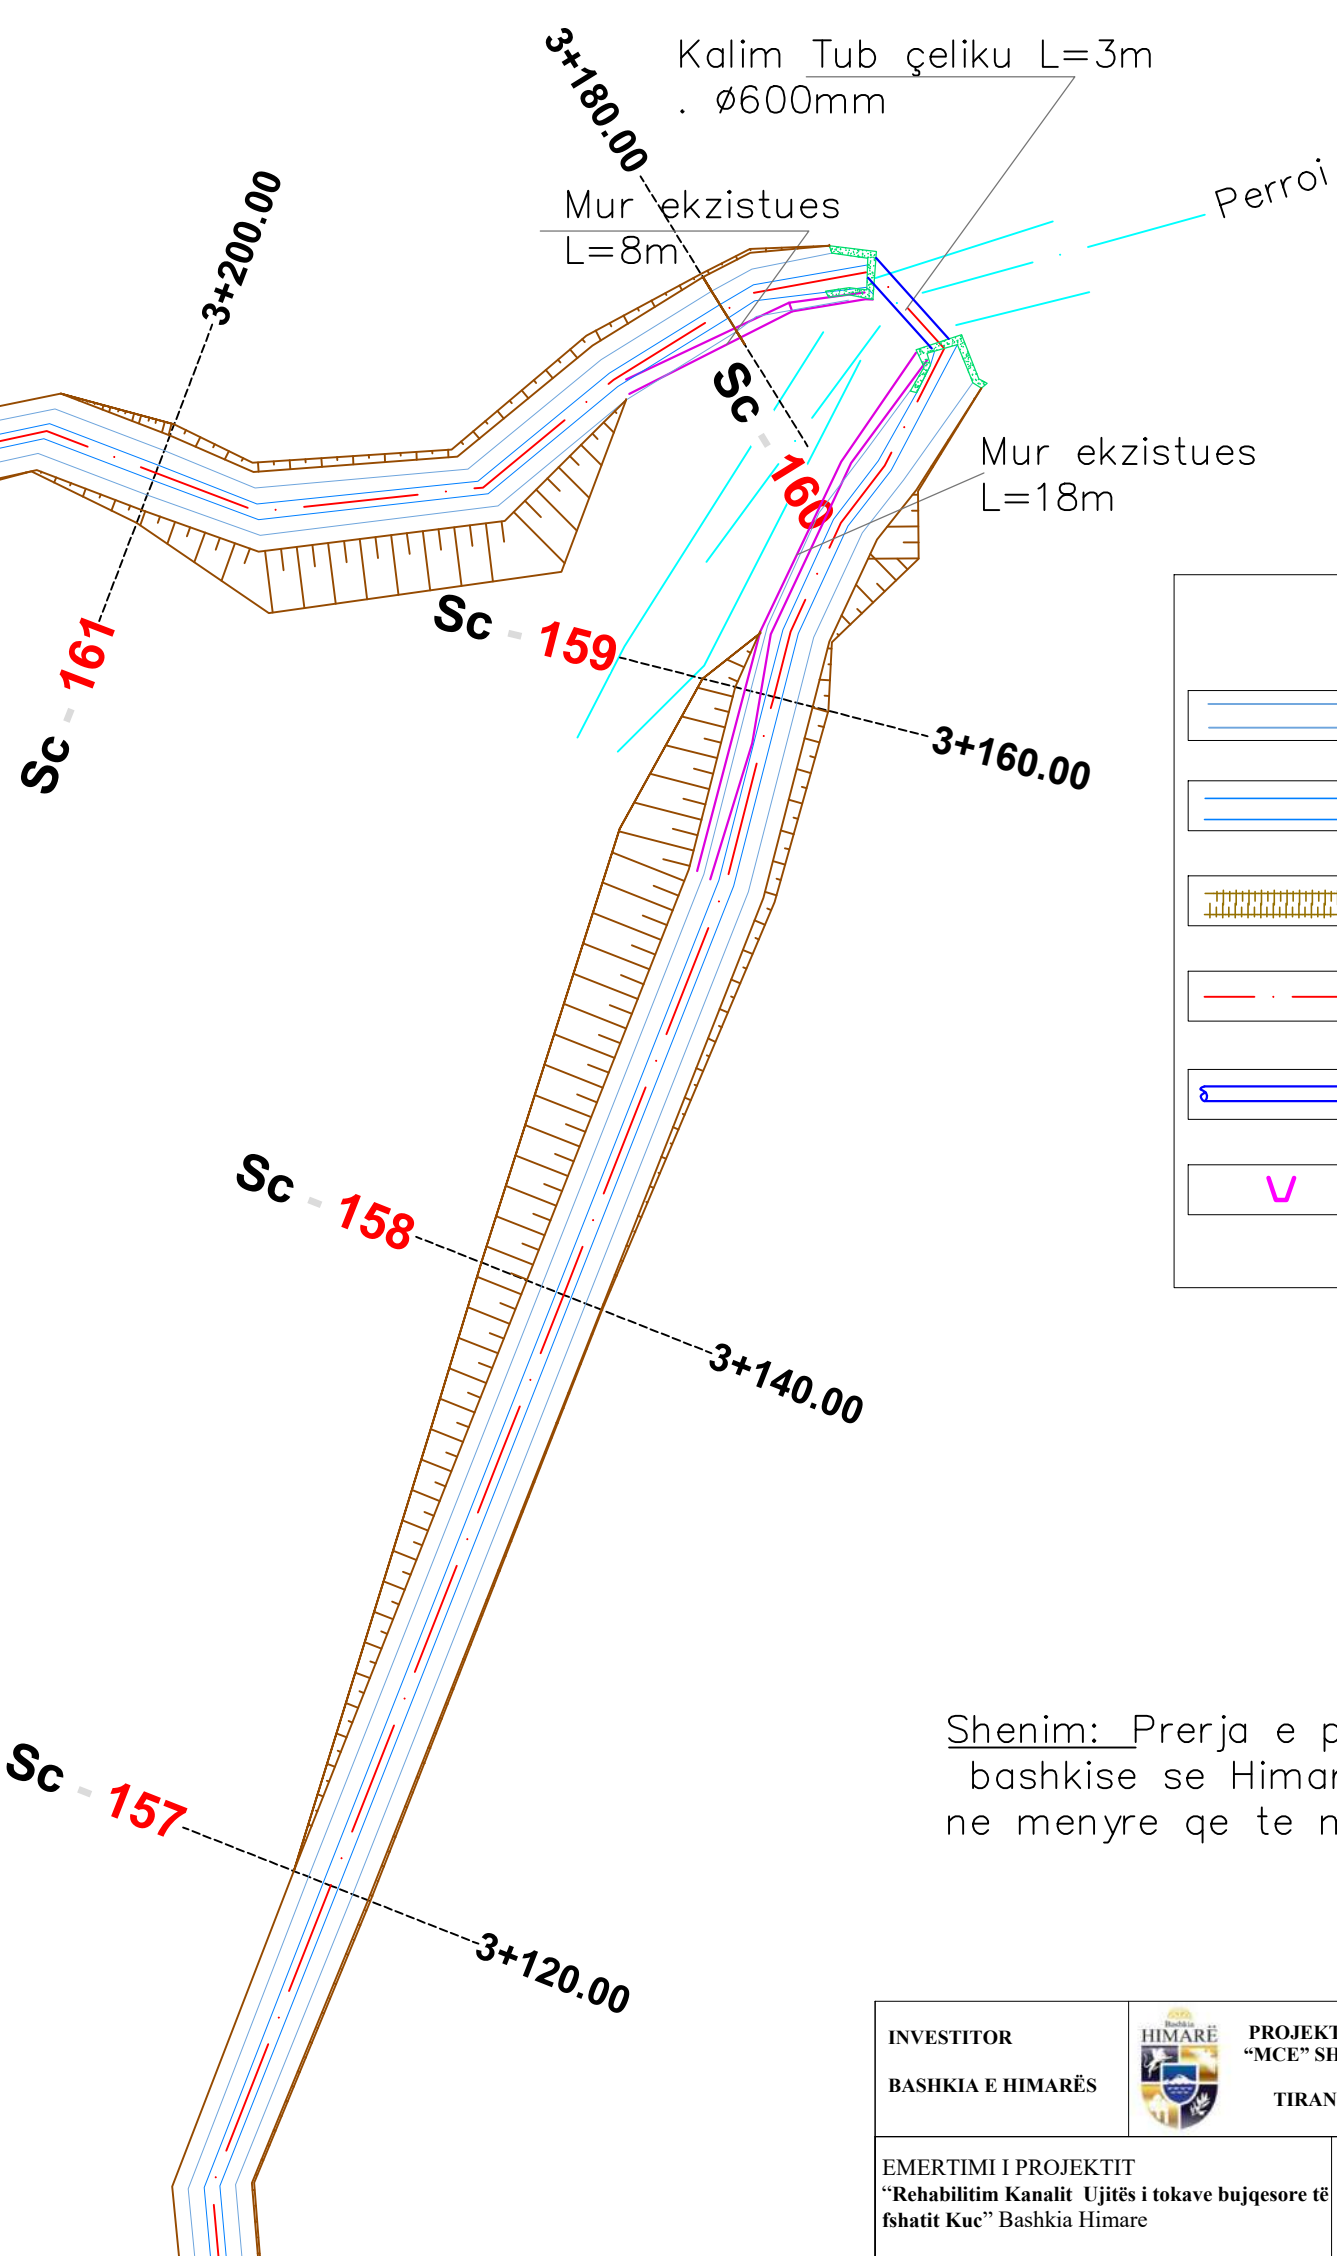 Kalim Tub çeliku L=3m
. Ø600mm
3+180.00
Perroi
Mur ekzistues
L=8m
3+200.00
Sc - 160
Mur ekzistues
L=18m
Sc - 159
3+160.00
Sc - 161
Sc - 158
3+140.00
Shenim: Prerja e p
bashkise se Himar
ne menyre qe te n
Sc - 157
3+120.00
INVESTITOR
BASHKIA E HIMARËS
Bashkia
HIMARË
PROJEKT
“MCE” SH
TIRAN
EMERTIMI I PROJEKTIT
“Rehabilitim Kanalit Ujitës i tokave bujqesore të
fshatit Kuc” Bashkia Himare